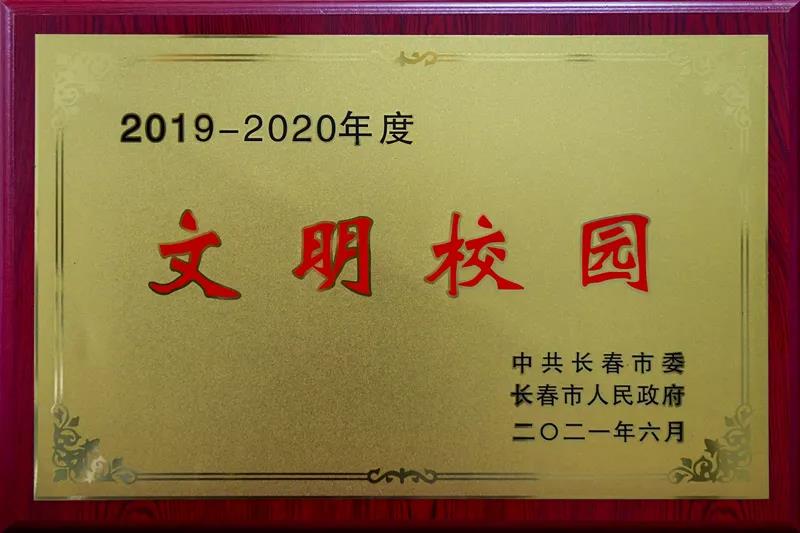 2019-2020年度
文明校园
中共长春市委
长春市人民政府
二〇二一年六月